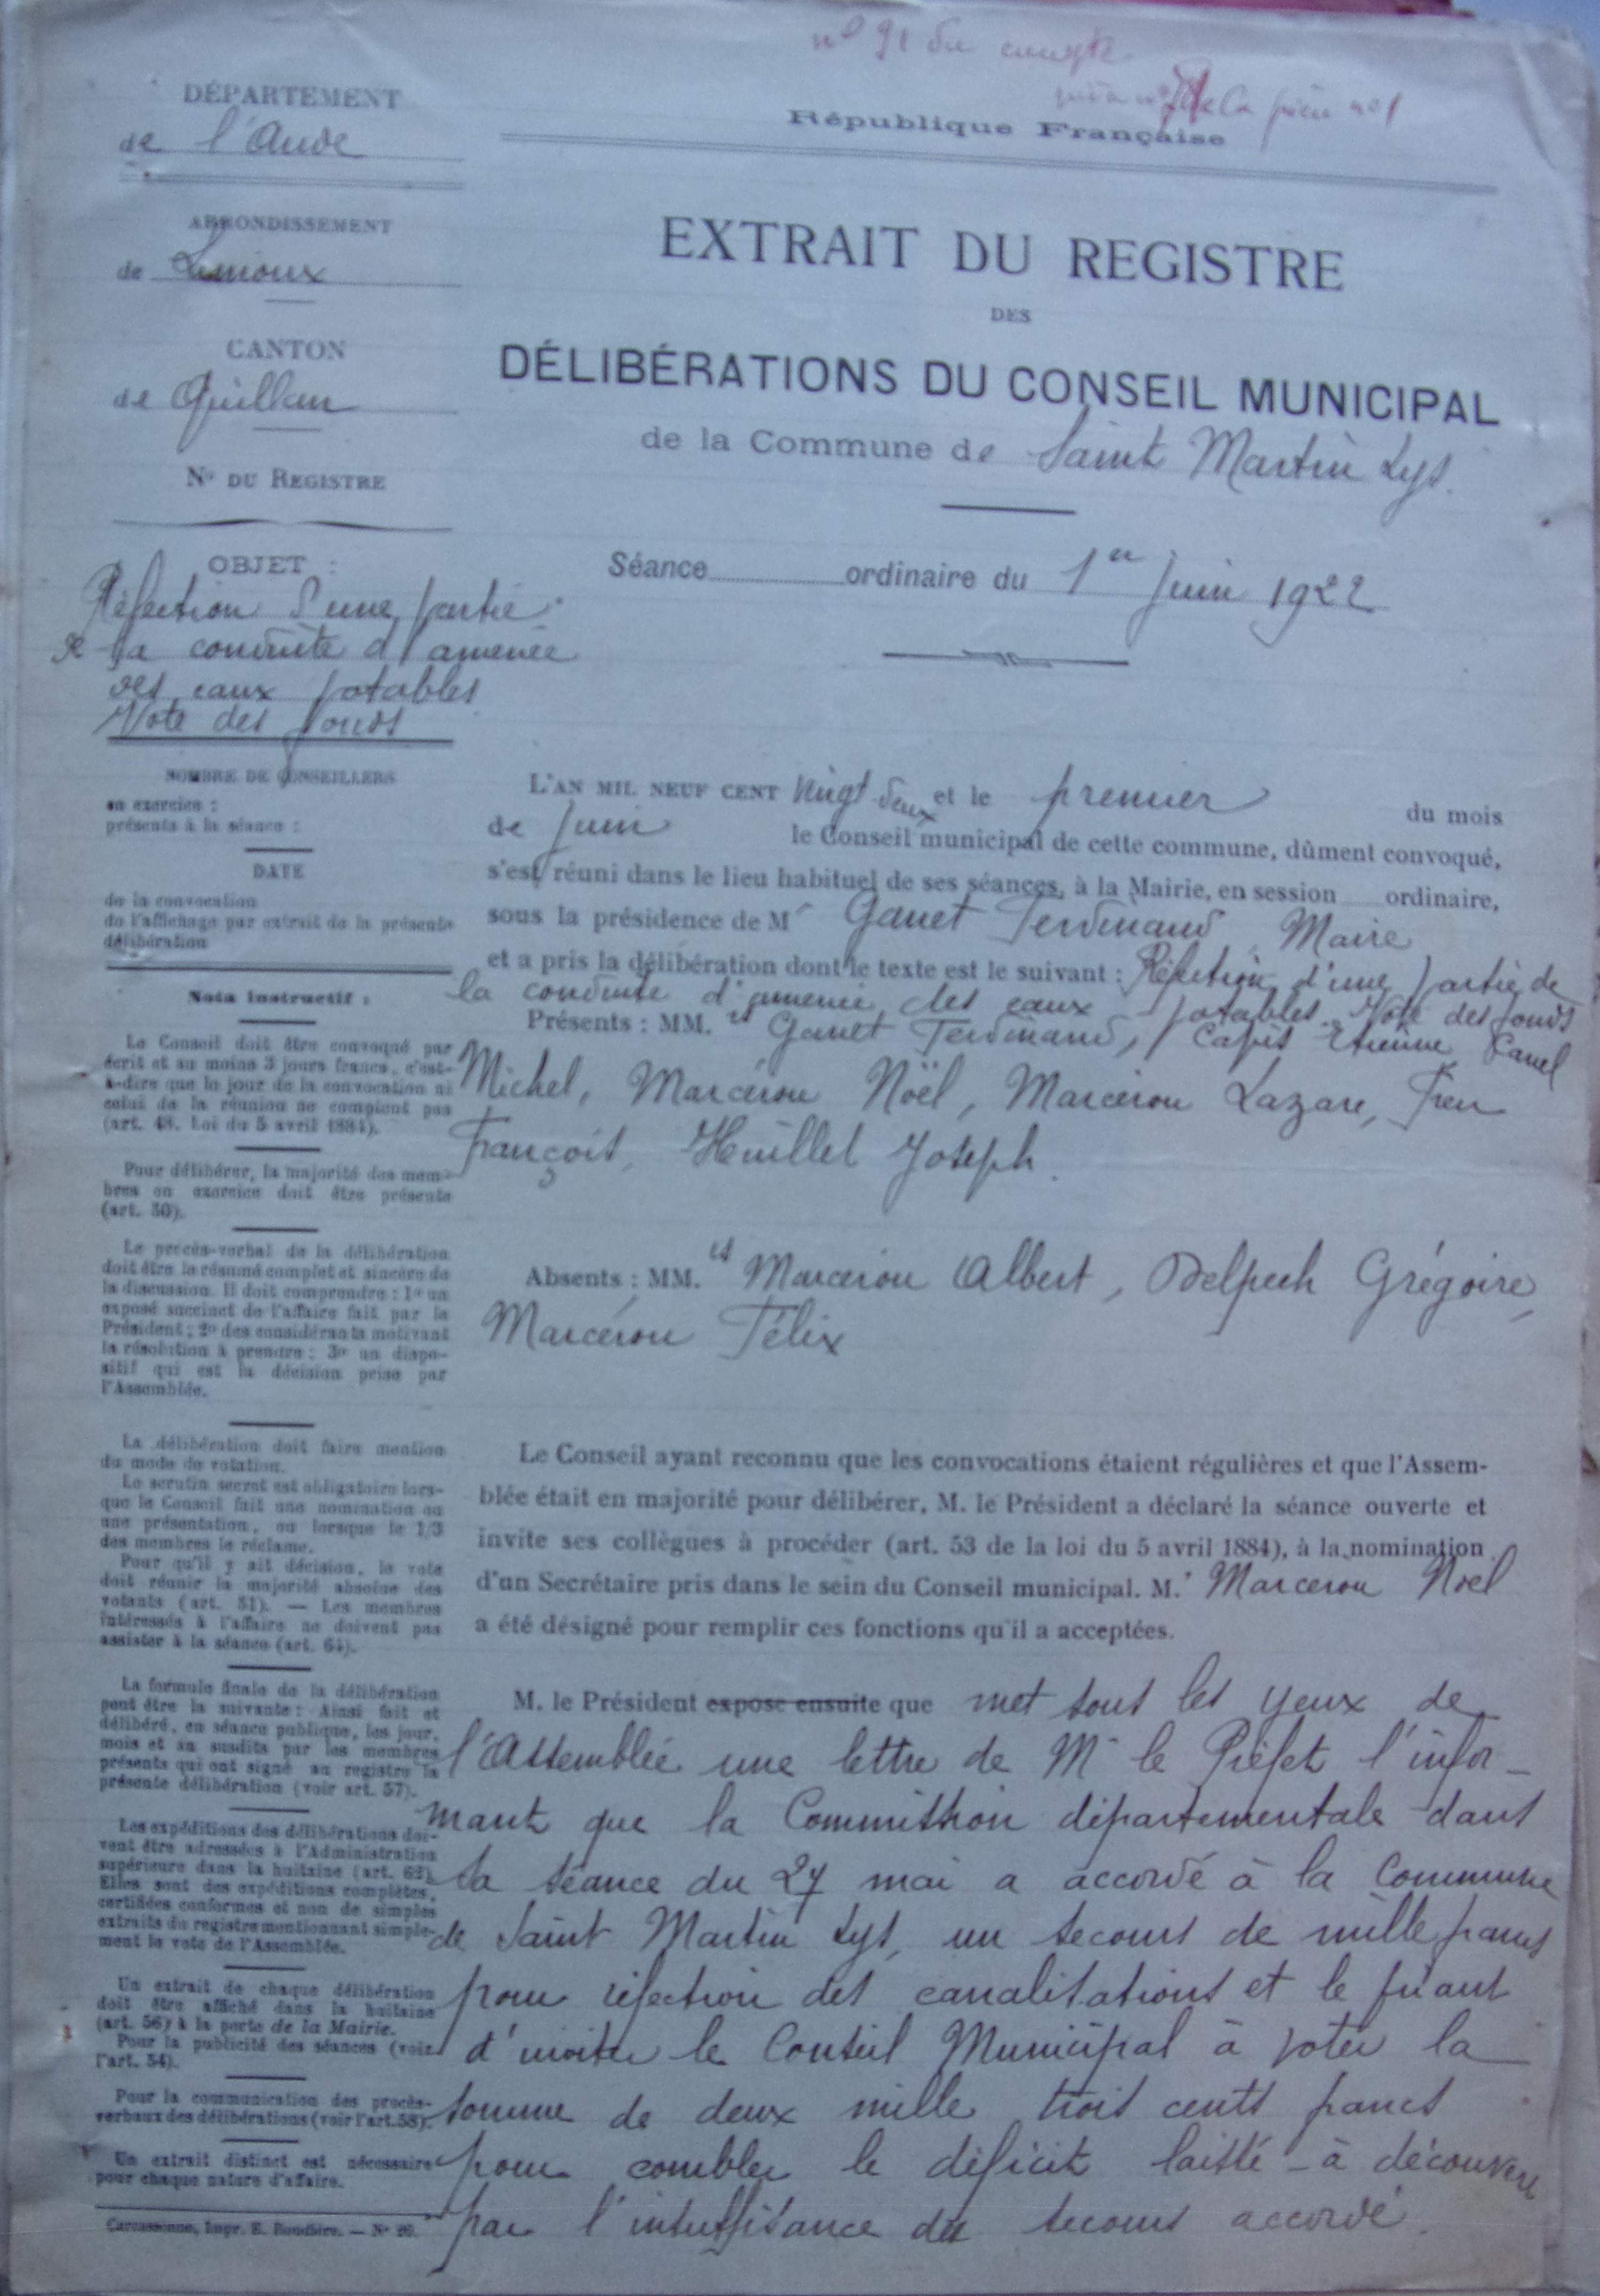 nº 91 du compte
de la pièce nº 1
République Française
DÉPARTEMENT
de l'Aude
ARRONDISSEMENT
de Limoux
CANTON
de Quillan
Nº DU REGISTRE
OBJET :
Réfection d'une partie
de la conduite d'amenée
des eaux potables
Vote des fonds
NOMBRE DE CONSEILLERS
en exercice :
présents à la séance :
DATE
de la convocation
de l'affichage par extrait de la présente
délibération
Nota instructif :
Le Conseil doit être convoqué par
écrit et au moins 3 jours francs, c'est-
à-dire que le jour de la convocation ni
celui de la réunion ne comptent pas
(art. 48. Loi du 5 avril 1884).
Pour délibérer, la majorité des mem-
bres en exercice doit être présente
(art. 50).
Le procès-verbal de la délibération
doit être le résumé complet et sincère de
la discussion. Il doit comprendre : 1º un
exposé succinct de l'affaire fait par le
Président ; 2º des considérants motivant
la résolution à prendre ; 3º un dispo-
sitif qui est la décision prise par
l'Assemblée.
La délibération doit faire mention
du mode de votation.
Le scrutin secret est obligatoire lors-
que le Conseil fait une nomination ou
une présentation, ou lorsque le 1/3
des membres le réclame.
Pour qu'il y ait décision, le vote
doit réunir la majorité absolue des
votants (art. 51). — Les membres
intéressés à l'affaire ne doivent pas
assister à la séance (art. 64).
La formule finale de la délibération
peut être la suivante : Ainsi fait et
délibéré, en séance publique, les jour,
mois et an susdits par les membres
présents qui ont signé au registre la
présente délibération (voir art. 57).
Les expéditions des délibérations doi-
vent être adressées à l'Administration
supérieure dans la huitaine (art. 62).
Elles sont des expéditions complètes,
certifiées conformes et non de simples
extraits du registre mentionnant simple-
ment le vote de l'Assemblée.
Un extrait de chaque délibération
doit être affiché dans la huitaine
(art. 56) à la porte de la Mairie.
Pour la publicité des séances (voir
l'art. 54).
Pour la communication des procès-
verbaux des délibérations (voir l'art. 58).
Un extrait distinct est nécessaire
pour chaque nature d'affaire.
Carcassonne, Impr. E. Roudière. — Nº 20.
EXTRAIT DU REGISTRE
DES
DÉLIBÉRATIONS DU CONSEIL MUNICIPAL
de la Commune de Saint Martin Lys.
Séance ordinaire du 1er Juin 1922
L'AN MIL NEUF CENT vingt deux et le premier du mois
de Juin le Conseil municipal de cette commune, dûment convoqué,
s'est réuni dans le lieu habituel de ses séances, à la Mairie, en session ordinaire,
sous la présidence de Mr Ganet Ferdinand, Maire
et a pris la délibération dont le texte est le suivant : Réfection d'une partie de
la conduite d'amenée des eaux potables. Vote des fonds
Présents : MM.rs Ganet Ferdinand, Capis Etienne, Canel
Michel, Marcerou Noël, Marcerou Lazare,
François, Huillet Joseph.
Absents : MM.rs Marcerou Albert, Delpech Grégoire,
Marcérou Félix
Le Conseil ayant reconnu que les convocations étaient régulières et que l'Assem-
blée était en majorité pour délibérer, M. le Président a déclaré la séance ouverte et
invite ses collègues à procéder (art. 53 de la loi du 5 avril 1884), à la nomination
d'un Secrétaire pris dans le sein du Conseil municipal. M.r Marcerou Noël
a été désigné pour remplir ces fonctions qu'il a acceptées.
M. le Président expose ensuite que met sous les yeux de
l'Assemblée une lettre de Mr le Préfet l'infor-
mant que la Commission départementale dans
sa séance du 27 mai a accordé à la Commune
de Saint Martin Lys, un secours de mille francs
pour réfection des canalisations et le priant
d'inviter le Conseil Municipal à voter la
somme de deux mille trois cents francs
pour combler le déficit laissé à découvert
par l'insuffisance du secours accordé.